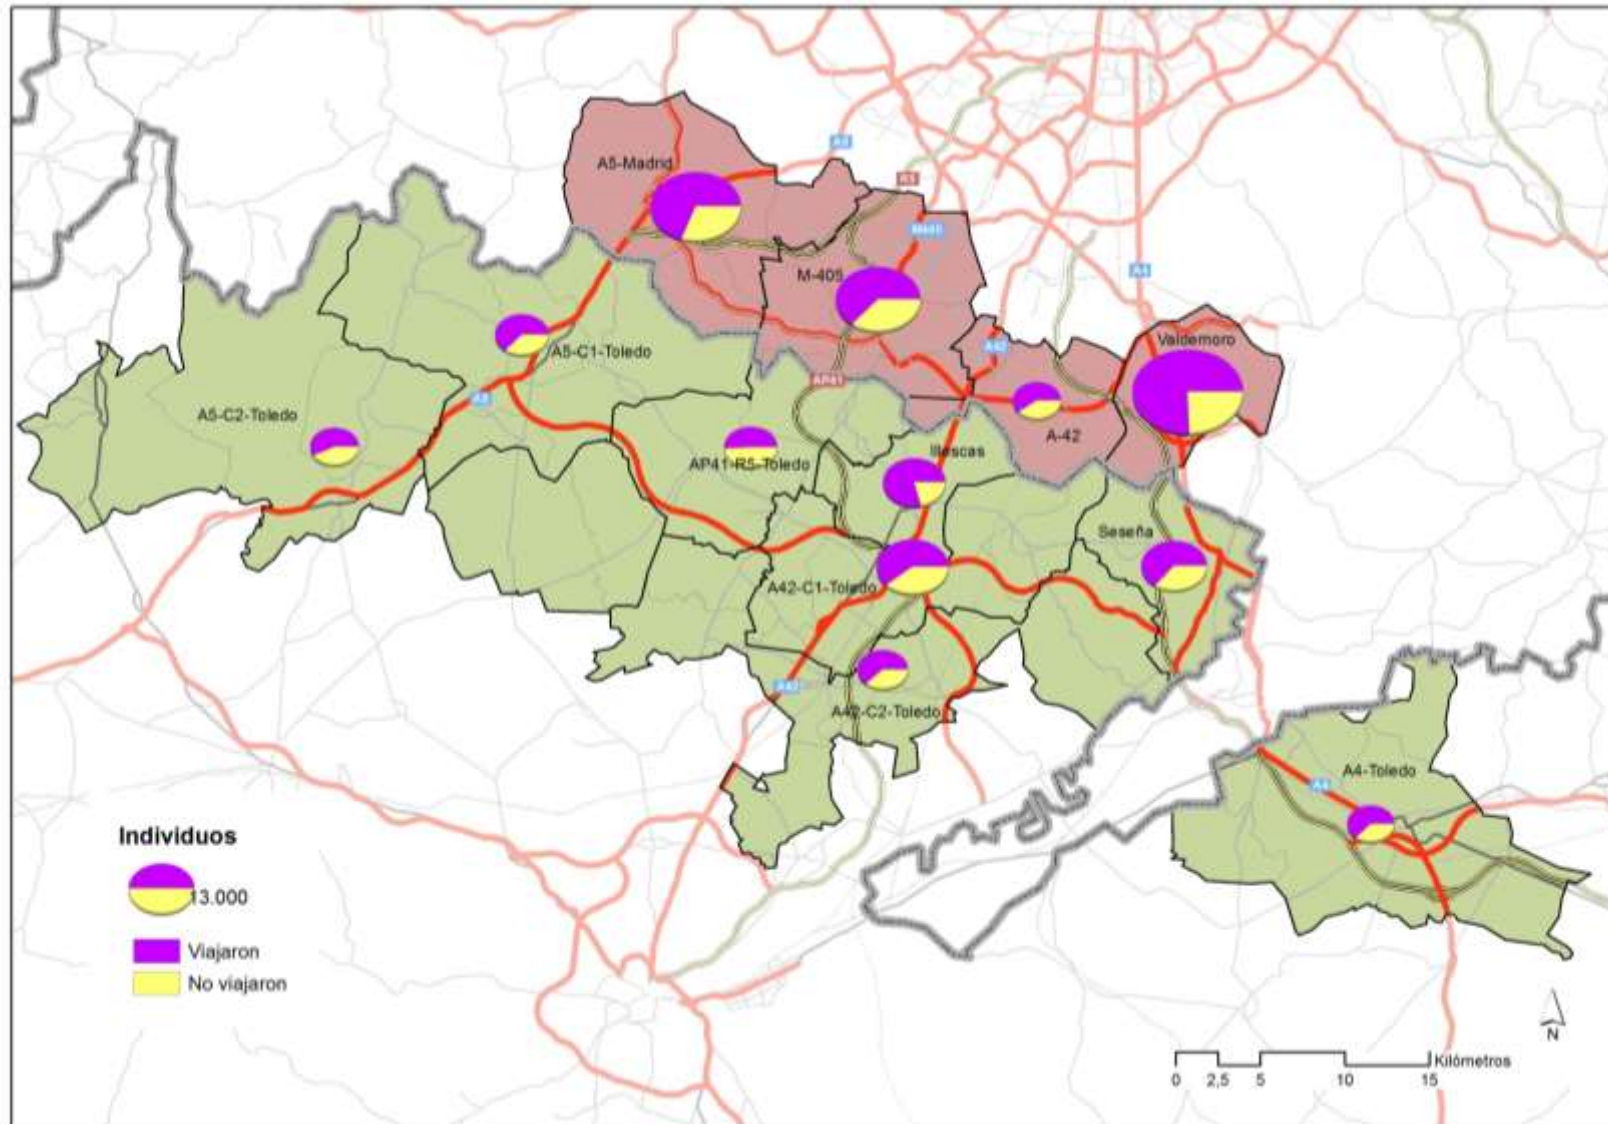 A5-Madrid
M-405
Valdemoro
A5-C1-Toledo
A5-C2-Toledo
A-42
Illescas
AP41-R5-Toledo
Seseña
A42-C1-Toledo
A42-C2-Toledo
A4-Toledo
A5
R5
M405
A4
A42
AP41
A5
A42
A4
Individuos
13.000
Viajaron
No viajaron
N
Kilómetros
0 2,5 5 10 15